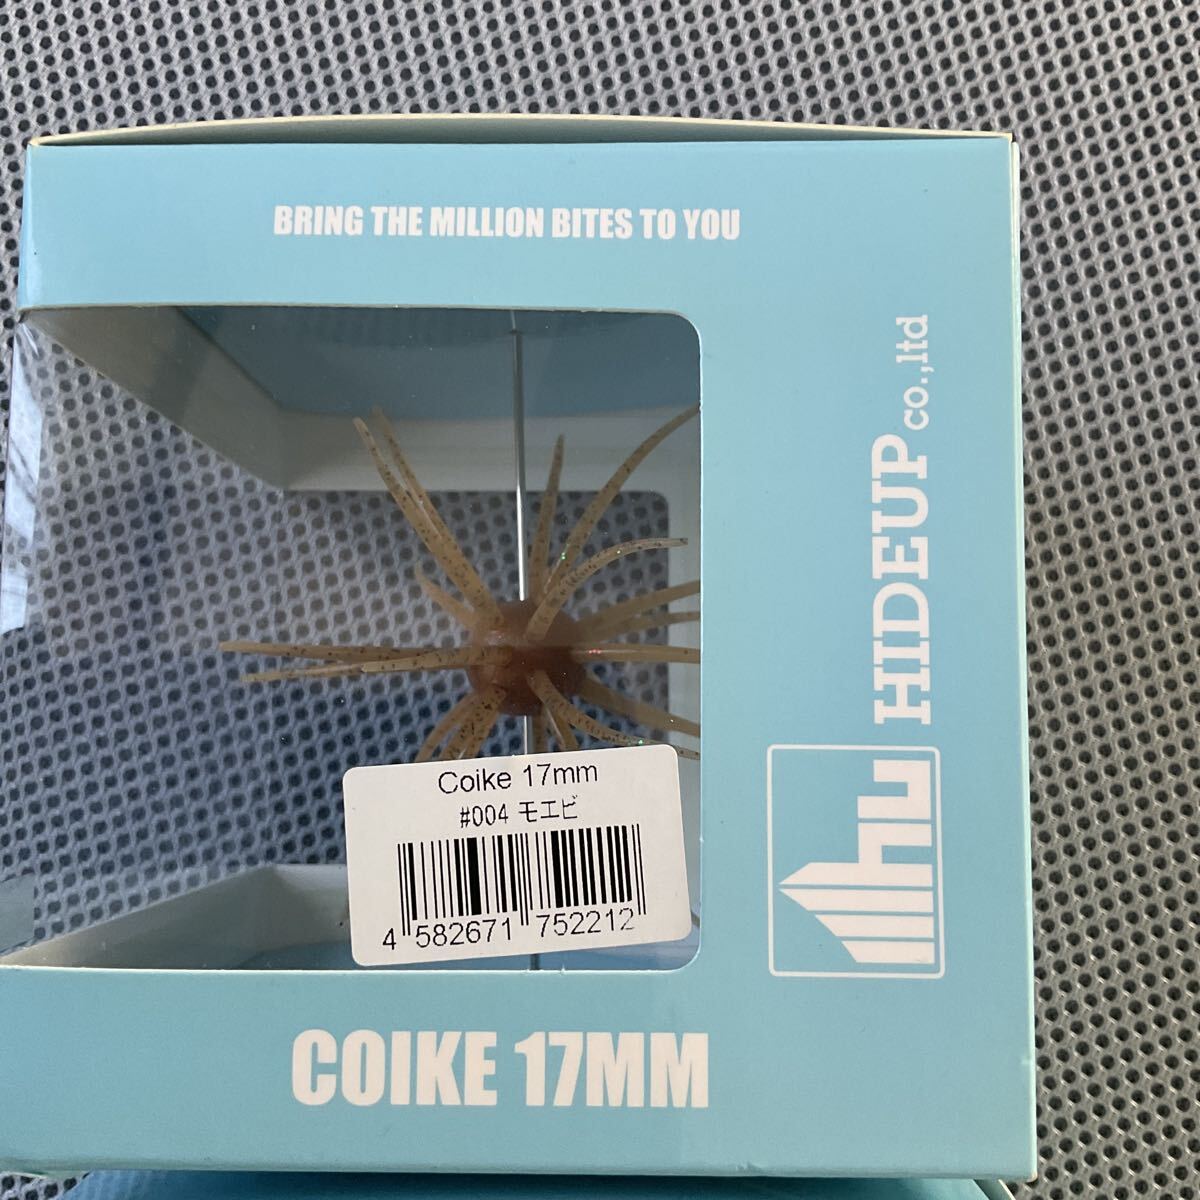 BRING THE MILLION BITES TO YOU
HIDEUP co.,ltd
hu
Coike 17mm
#004 モエビ
4 582671 752212
COIKE 17MM